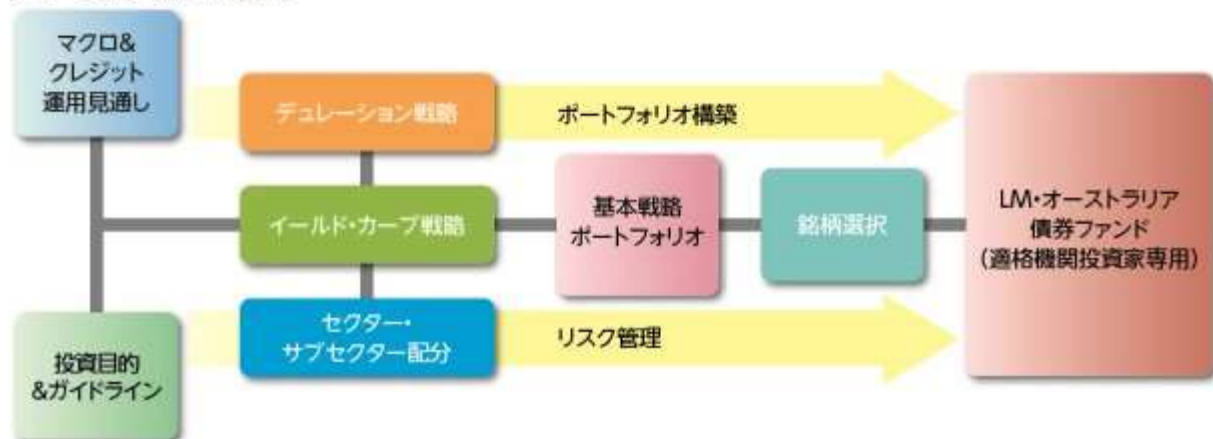 マクロ&
クレジット
運用見通し
デュレーション戦略
ポートフォリオ構築
イールド・カーブ戦略
基本戦略
ポートフォリオ
銘柄選択
LM・オーストラリア
債券ファンド
(適格機関投資家専用)
セクター・
サブセクター配分
リスク管理
投資目的
&ガイドライン